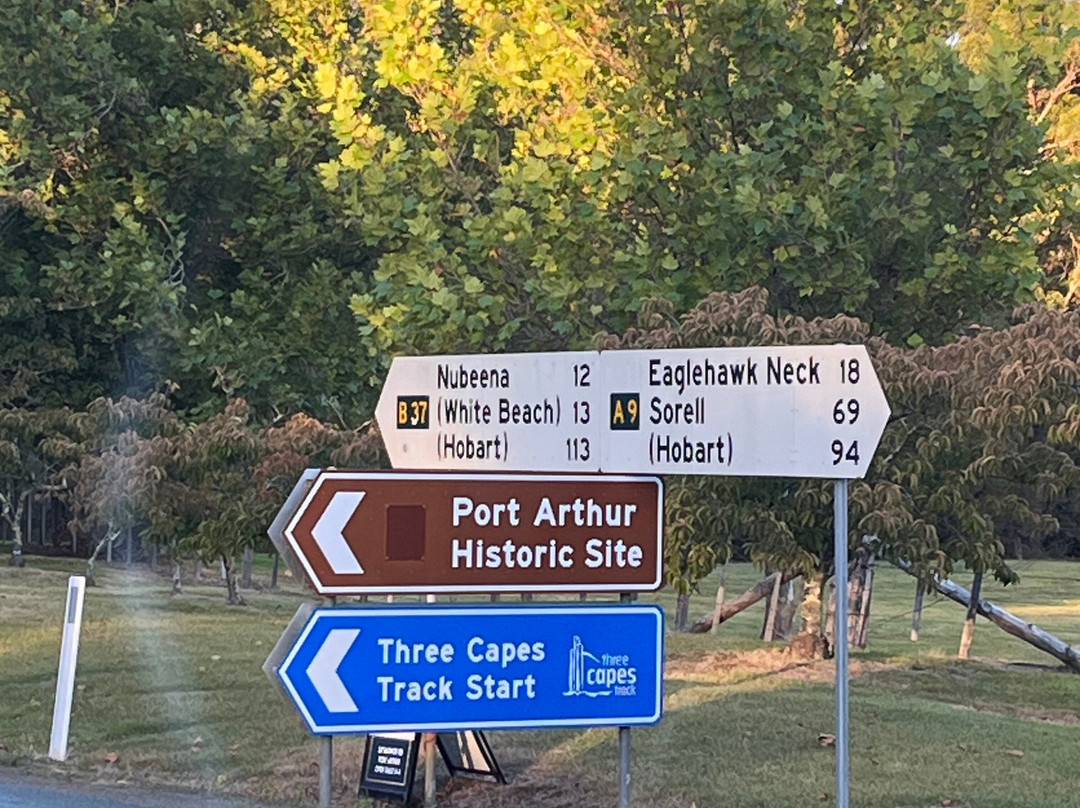 Nubeena 12
B37 (White Beach) 13
(Hobart) 113
Eaglehawk Neck 18
A9 Sorell 69
(Hobart) 94
Port Arthur
Historic Site
Three Capes
Track Start
three
capes
track